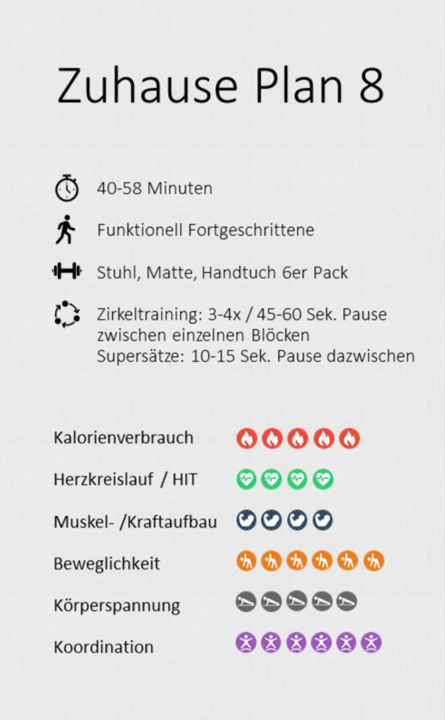 Zuhause Plan 8
40-58 Minuten
Funktionell Fortgeschrittene
Stuhl, Matte, Handtuch 6er Pack
Zirkeltraining: 3-4x / 45-60 Sek. Pause
zwischen einzelnen Blöcken
Supersätze: 10-15 Sek. Pause dazwischen
Kalorienverbrauch
Herzkreislauf / HIT
Muskel- /Kraftaufbau
Beweglichkeit
Körperspannung
Koordination